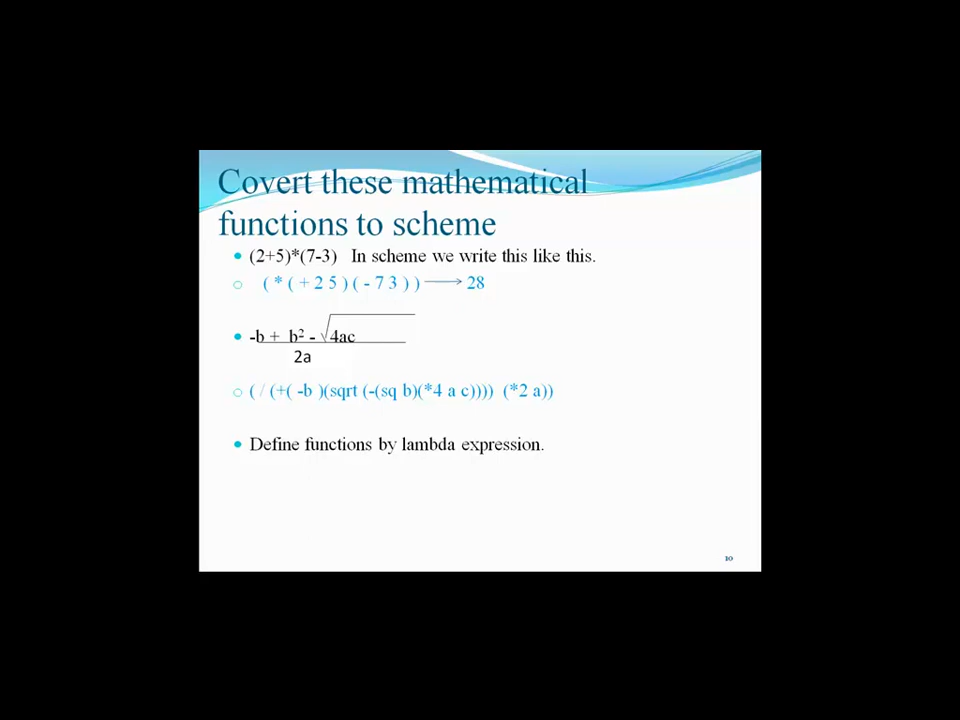 Covert these mathematical
functions to scheme
• (2+5)*(7-3) In scheme we write this like this.
○ ( * ( + 2 5 ) ( - 7 3 ) ) ⟶ 28
• -b + b² - √4ac
2a
○ ( / (+( -b )(sqrt (-(sq b)(*4 a c)))) (*2 a))
• Define functions by lambda expression.
10